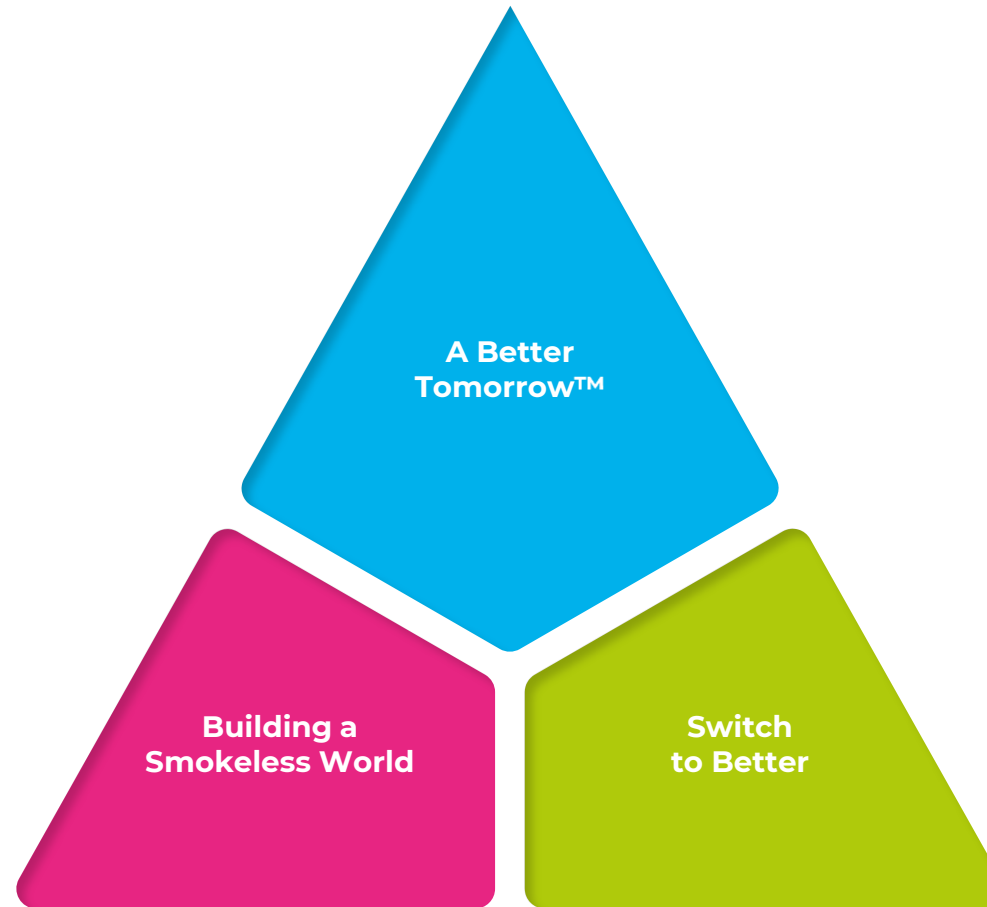 A Better
Tomorrow™
Building a
Smokeless World
Switch
to Better